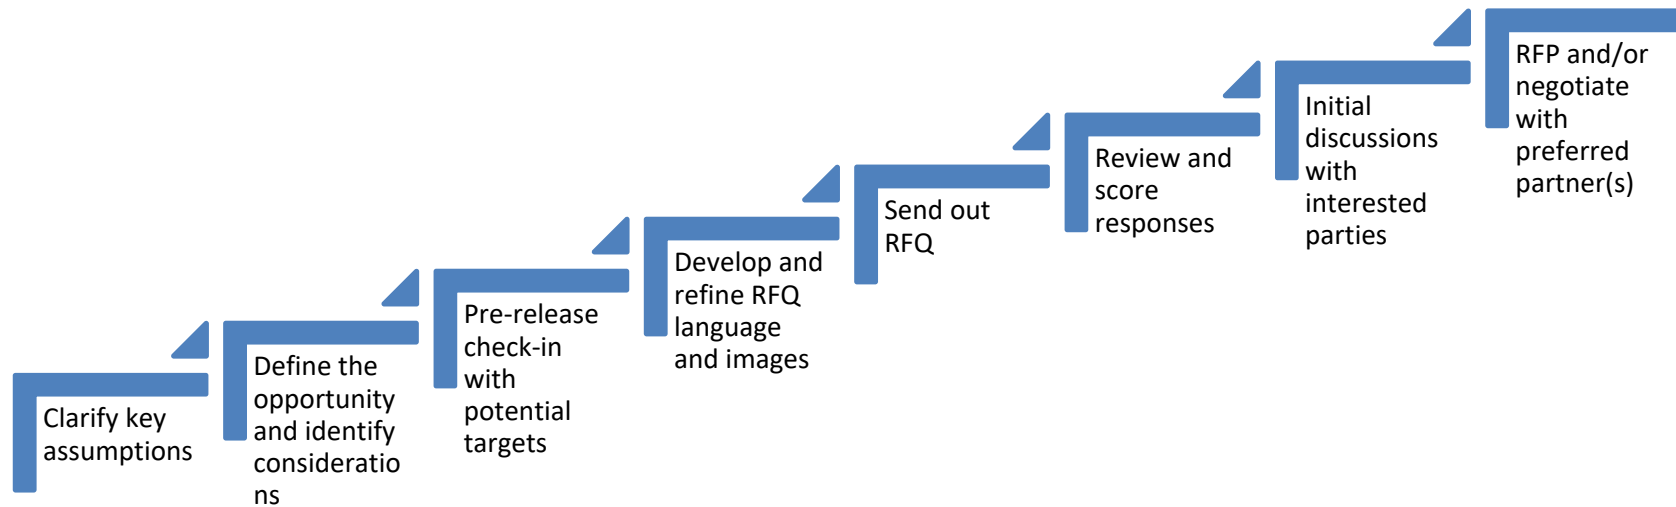 Clarify key
assumptions
Define the
opportunity
and identify
consideratio
ns
Pre-release
check-in
with
potential
targets
Develop and
refine RFQ
language
and images
Send out
RFQ
Review and
score
responses
Initial
discussions
with
interested
parties
RFP and/or
negotiate
with
preferred
partner(s)